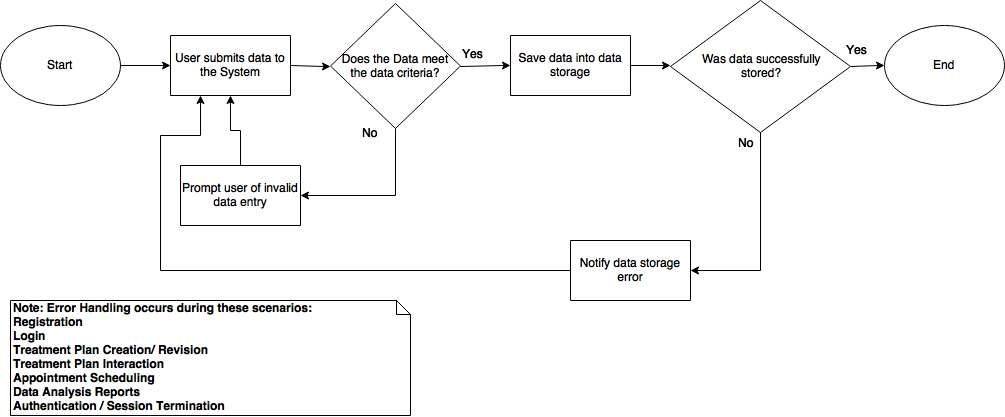 Start
User submits data to
the System
Does the Data meet
the data criteria?
Yes
Save data into data
storage
Was data successfully
stored?
Yes
End
No
No
Prompt user of invalid
data entry
Notify data storage
error
Note: Error Handling occurs during these scenarios:
Registration
Login
Treatment Plan Creation/ Revision
Treatment Plan Interaction
Appointment Scheduling
Data Analysis Reports
Authentication / Session Termination